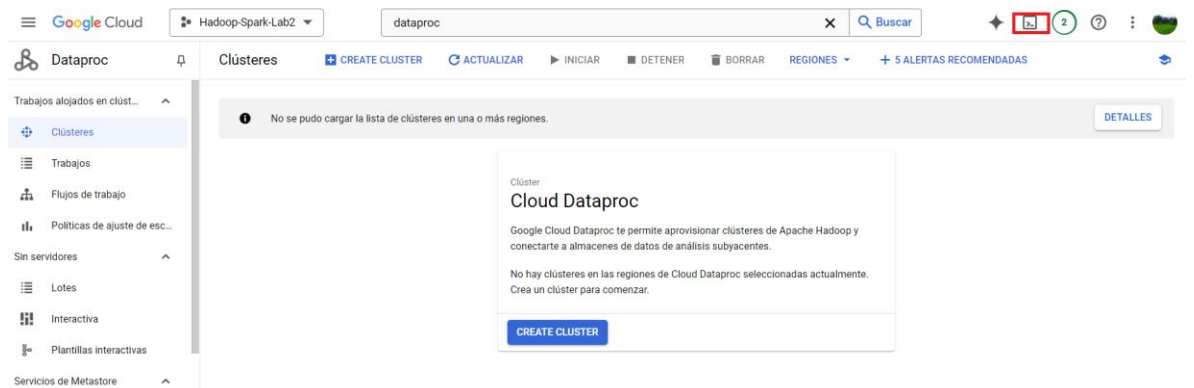 Google Cloud
Hadoop-Spark-Lab2
dataproc
Buscar
2
Dataproc
Clústeres
CREATE CLUSTER
ACTUALIZAR
INICIAR
DETENER
BORRAR
REGIONES
+ 5 ALERTAS RECOMENDADAS
Trabajos alojados en clúst...
Clústeres
Trabajos
Flujos de trabajo
Políticas de ajuste de esc...
Sin servidores
Lotes
Interactiva
Plantillas interactivas
Servicios de Metastore
No se pudo cargar la lista de clústeres en una o más regiones.
DETALLES
Clúster
Cloud Dataproc
Google Cloud Dataproc te permite aprovisionar clústeres de Apache Hadoop y
conectarte a almacenes de datos de análisis subyacentes.
No hay clústeres en las regiones de Cloud Dataproc seleccionadas actualmente.
Crea un clúster para comenzar.
CREATE CLUSTER